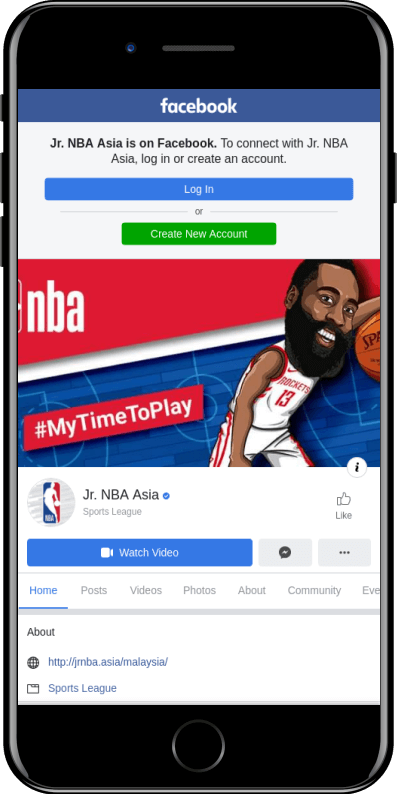 facebook
Jr. NBA Asia is on Facebook. To connect with Jr. NBA
Asia, log in or create an account.
Log In
or
Create New Account
nba
SPA
ROCKETS
13
#MyTimeToPlay
i
NBA
Jr. NBA Asia
Sports League
Like
Watch Video
Home Posts Videos Photos About Community Eve
About
http://jrnba.asia/malaysia/
Sports League